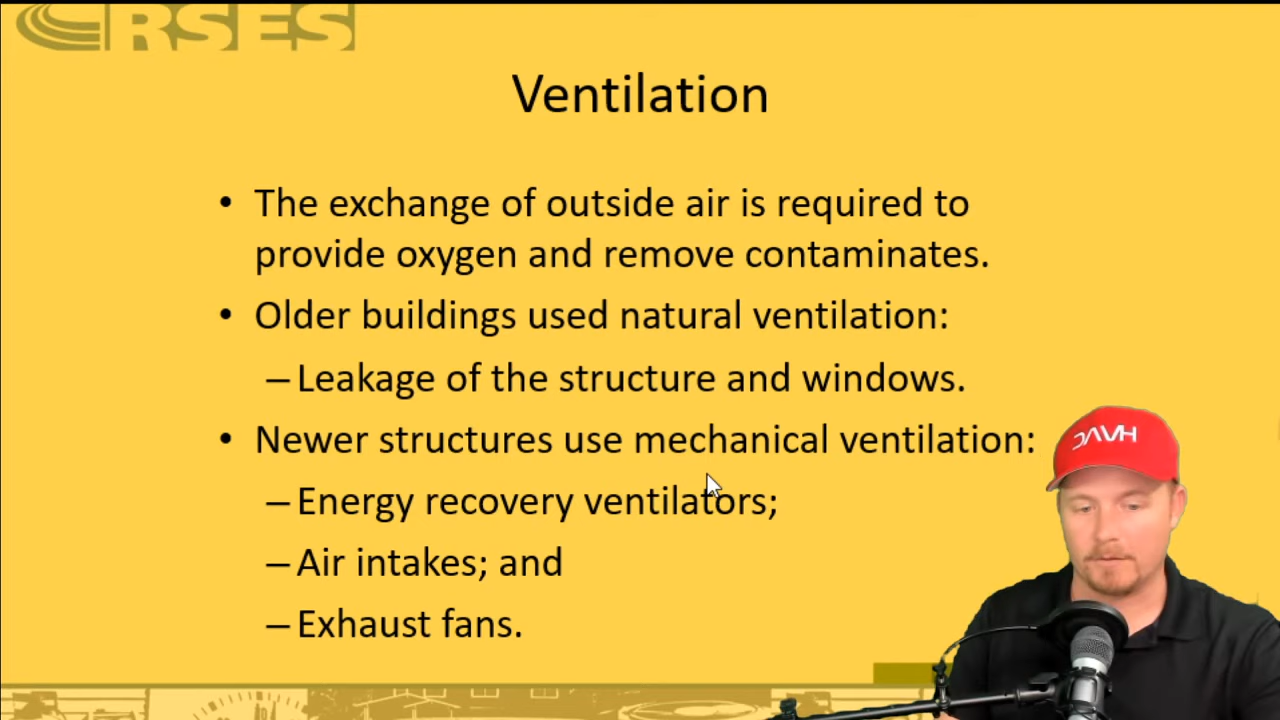 RSES
Ventilation
• The exchange of outside air is required to
provide oxygen and remove contaminates.
• Older buildings used natural ventilation:
– Leakage of the structure and windows.
• Newer structures use mechanical ventilation:
– Energy recovery ventilators;
– Air intakes; and
– Exhaust fans.